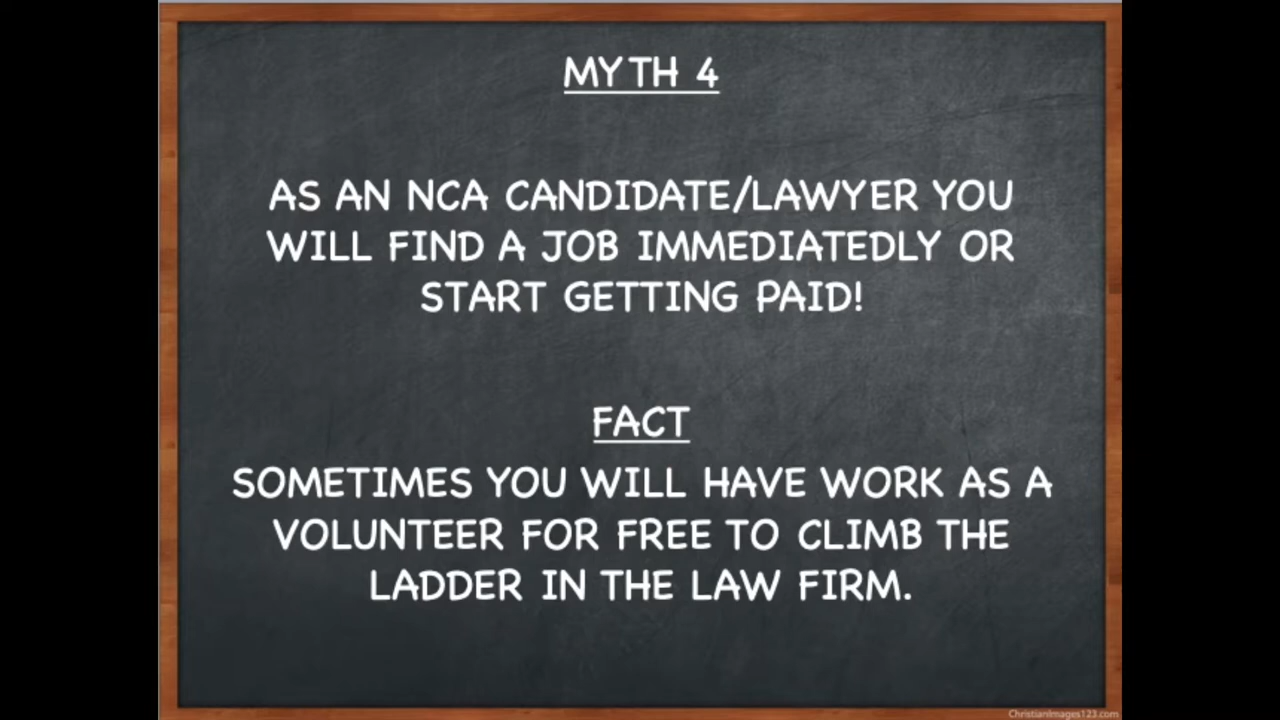 MYTH 4
AS AN NCA CANDIDATE/LAWYER YOU
WILL FIND A JOB IMMEDIATEDLY OR
START GETTING PAID!
FACT
SOMETIMES YOU WILL HAVE WORK AS A
VOLUNTEER FOR FREE TO CLIMB THE
LADDER IN THE LAW FIRM.
ChristianImages123.com